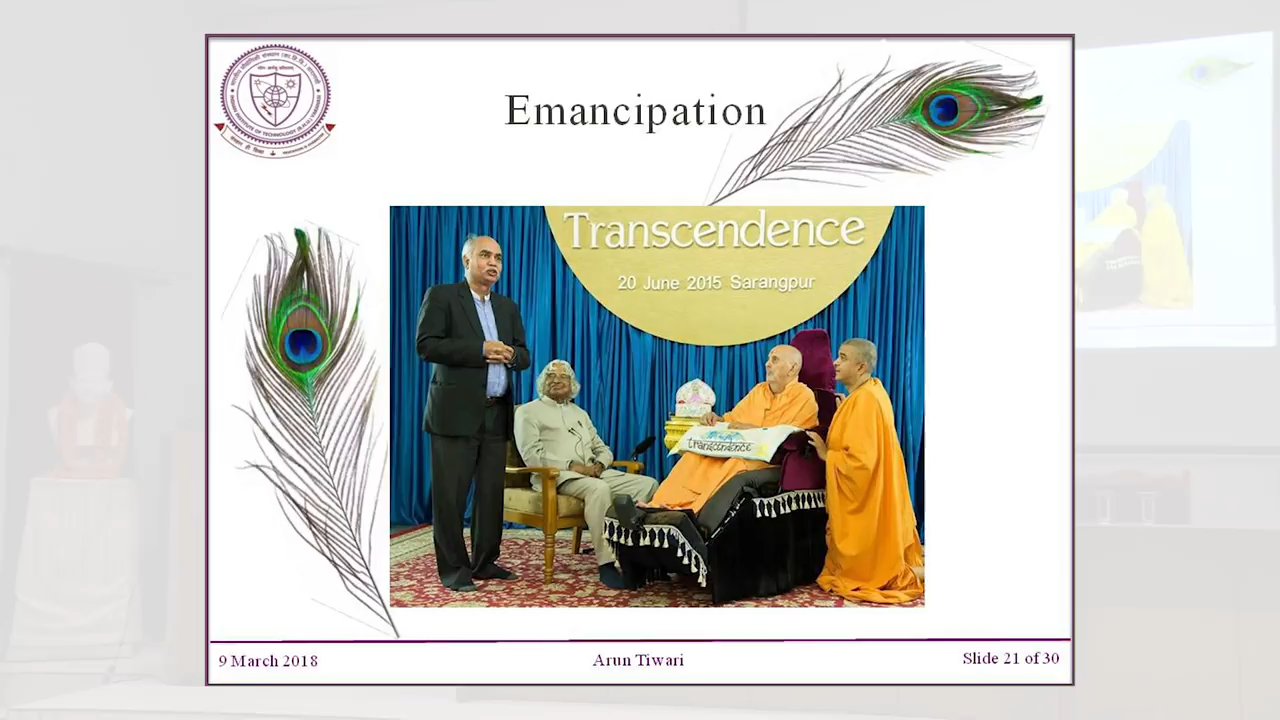 Emancipation
Transcendence
20 June 2015 Sarangpur
transcendence
9 March 2018
Arun Tiwari
Slide 21 of 30